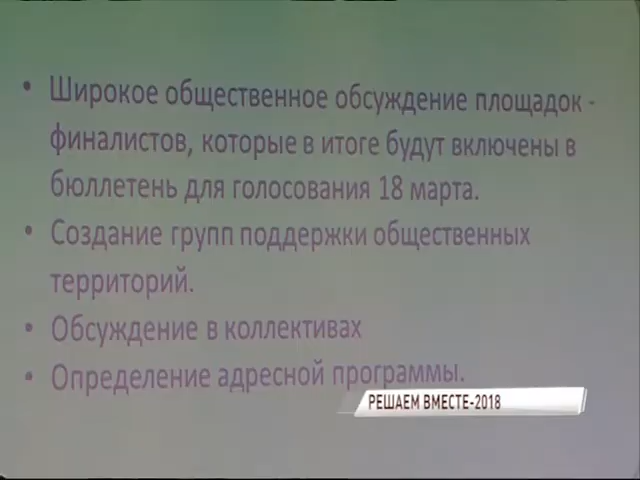 • Широкое общественное обсуждение площадок -
финалистов, которые в итоге будут включены в
бюллетень для голосования 18 марта.
• Создание групп поддержки общественных
территорий.
• Обсуждение в коллективах
• Определение адресной программы.
РЕШАЕМ ВМЕСТЕ-2018